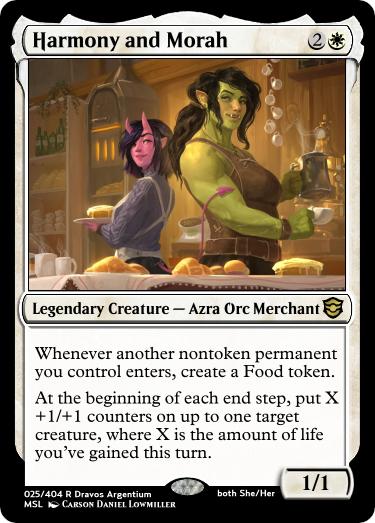 Harmony and Morah 2
Legendary Creature — Azra Orc Merchant
Whenever another nontoken permanent
you control enters, create a Food token.
At the beginning of each end step, put X
+1/+1 counters on up to one target
creature, where X is the amount of life
you've gained this turn.
1/1
025/404 R Dravos Argentium both She/Her
MSL Carson Daniel Lowmiller